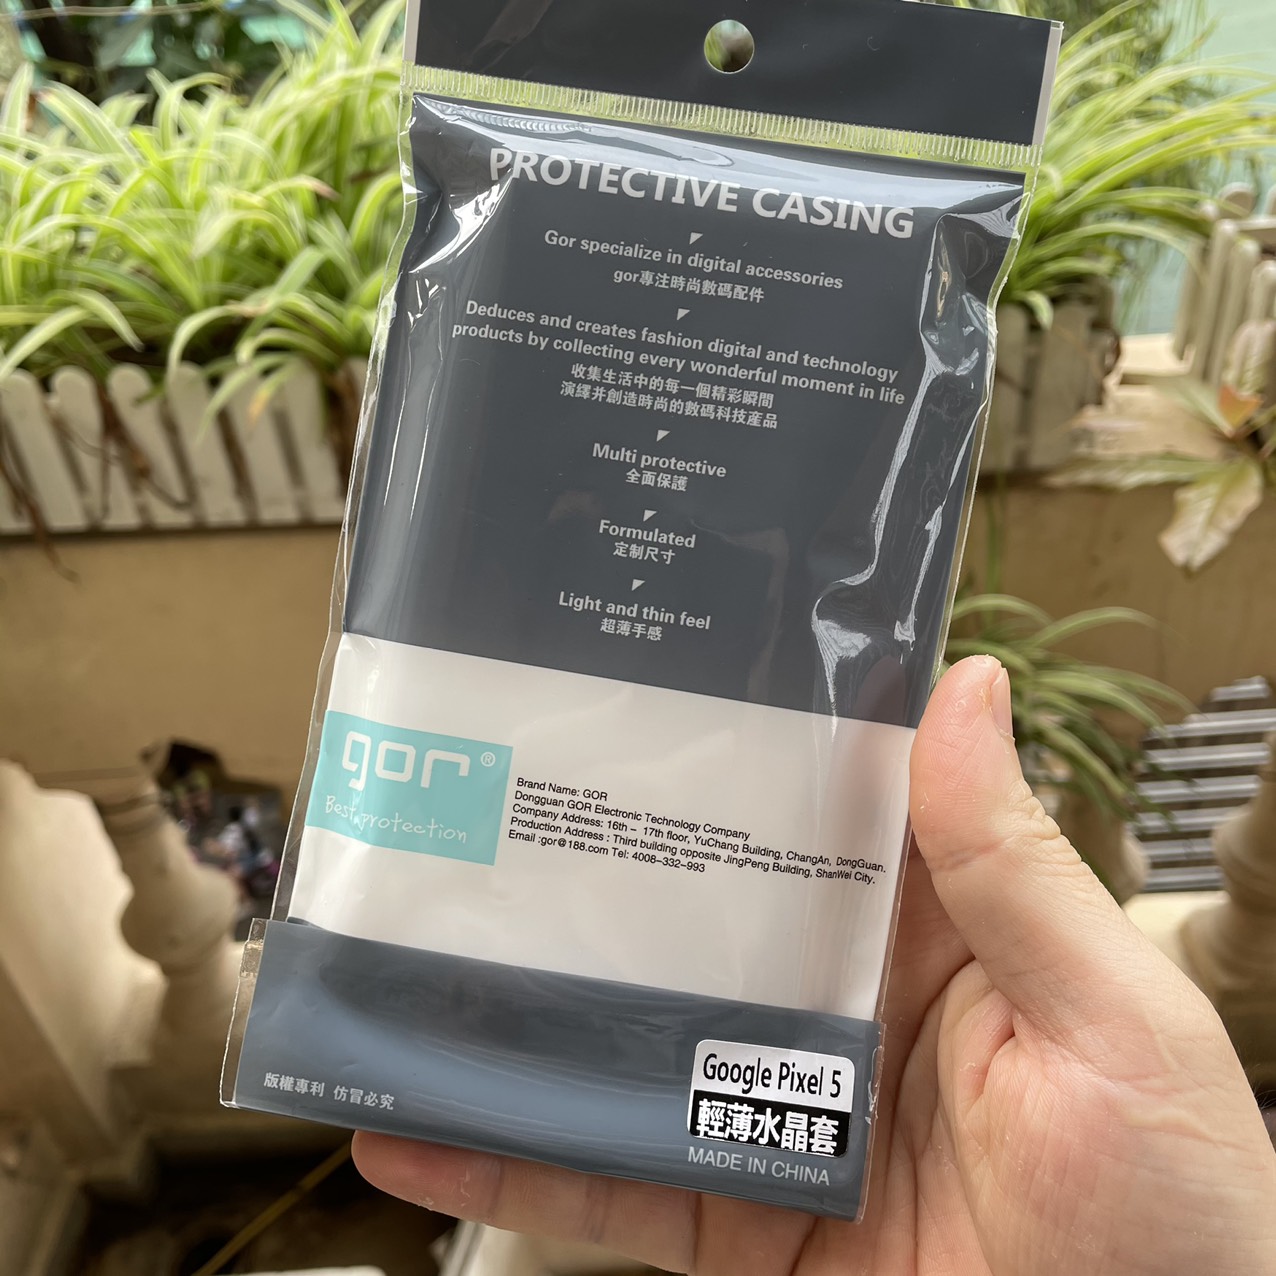 PROTECTIVE CASING
Gor specialize in digital accessories
gor專注時尚數碼配件
Deduces and creates fashion digital and technology
products by collecting every wonderful moment in life
收集生活中的每一個精彩瞬間
演繹并創造時尚的數碼科技産品
Multi protective
全面保護
Formulated
定制尺寸
Light and thin feel
超薄手感
gor®
Best protection
Brand Name: GOR
Dongguan GOR Electronic Technology Company
Company Address: 16th – 17th floor, YuChang Building, ChangAn, DongGuan.
Production Address : Third building opposite JingPeng Building, ShanWei City.
Email :gor@188.com Tel: 4008–332–993
版權專利 仿冒必究
Google Pixel 5
輕薄水晶套
MADE IN CHINA